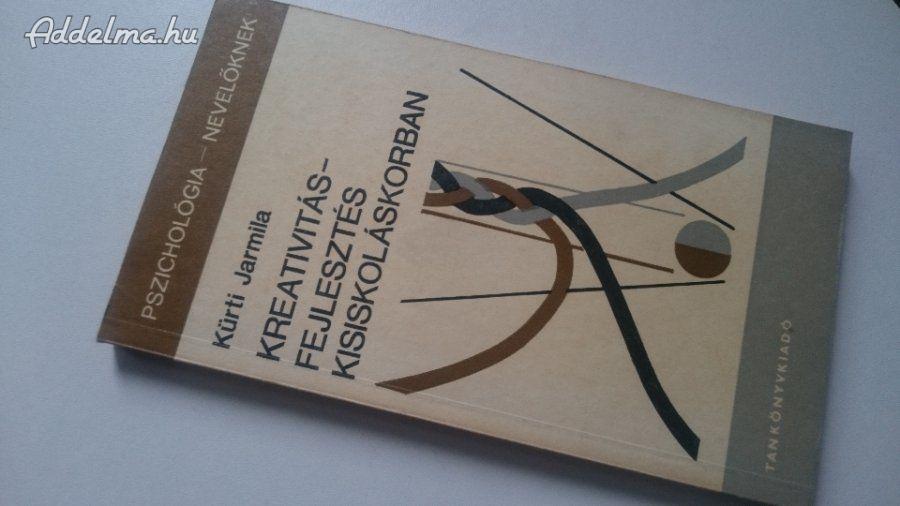 Addelma.hu
PSZICHOLÓGIA – NEVELŐKNEK
Kürti Jarmila
KREATIVITÁS-
FEJLESZTÉS
KISISKOLÁSKORBAN
TANKÖNYVKIADÓ